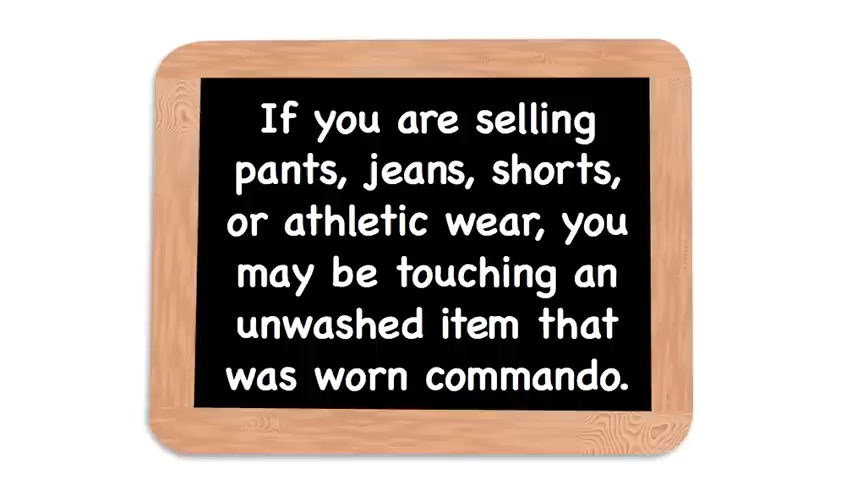 If you are selling
pants, jeans, shorts,
or athletic wear, you
may be touching an
unwashed item that
was worn commando.